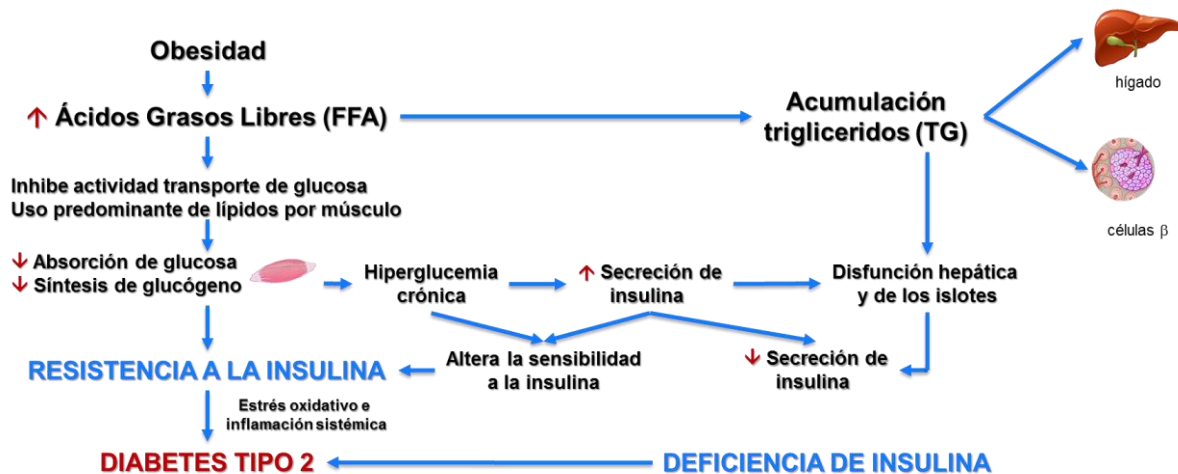 Obesidad
↑ Ácidos Grasos Libres (FFA)
Acumulación
trigliceridos (TG)
hígado
células β
Inhibe actividad transporte de glucosa
Uso predominante de lípidos por músculo
↓ Absorción de glucosa
↓ Síntesis de glucógeno
Hiperglucemia
crónica
↑ Secreción de
insulina
Disfunción hepática
y de los islotes
RESISTENCIA A LA INSULINA
Altera la sensibilidad
a la insulina
↓ Secreción de
insulina
Estrés oxidativo e
inflamación sistémica
DIABETES TIPO 2
DEFICIENCIA DE INSULINA